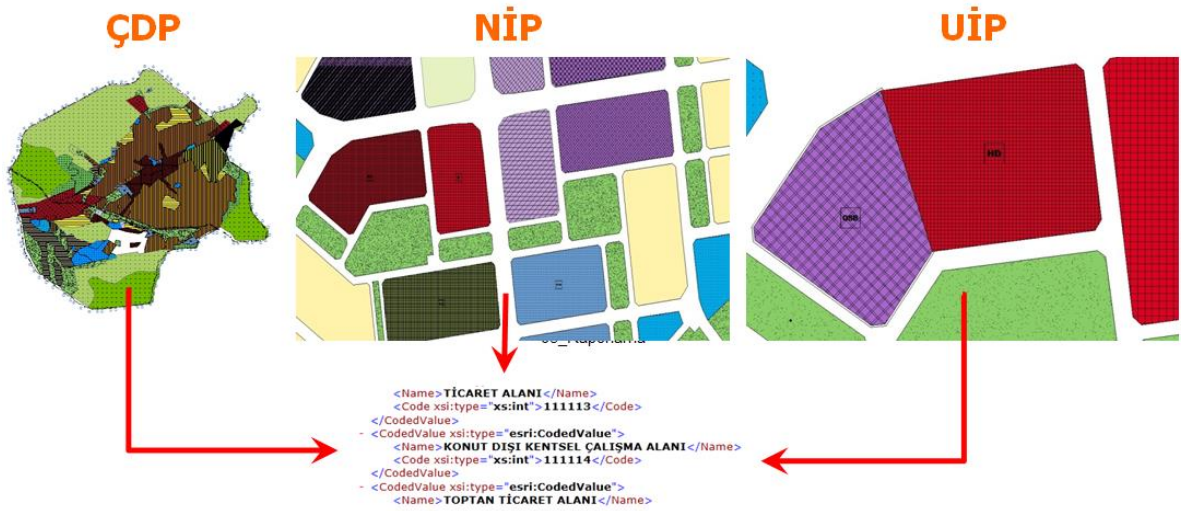 ÇDP
NİP
UİP
HD
<Name>TİCARET ALANI</Name>
<Code xsi:type="xs:int">111113</Code>
</CodedValue>
- <CodedValue xsi:type="esri:CodedValue">
<Name>KONUT DIŞI KENTSEL ÇALIŞMA ALANI</Name>
<Code xsi:type="xs:int">111114</Code>
</CodedValue>
- <CodedValue xsi:type="esri:CodedValue">
<Name>TOPTAN TİCARET ALANI</Name>